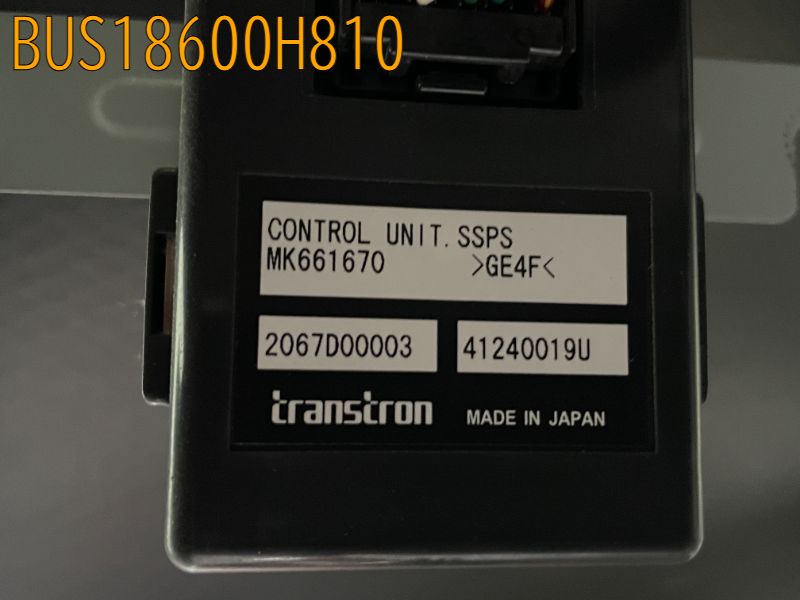 BUS18600H810
CONTROL UNIT. SSPS
MK661670 >GE4F<
2067D00003 41240019U
transtron MADE IN JAPAN